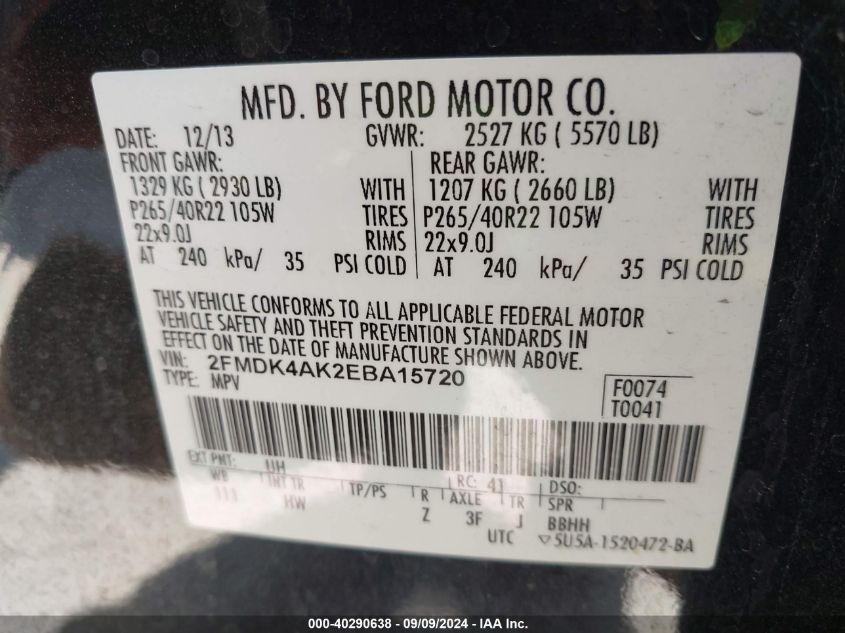 MFD. BY FORD MOTOR CO.
DATE: 12/13 GVWR: 2527 KG ( 5570 LB)
FRONT GAWR: REAR GAWR:
1329 KG ( 2930 LB) WITH 1207 KG ( 2660 LB) WITH
P265/40R22 105W TIRES P265/40R22 105W TIRES
22x9.0J RIMS 22x9.0J RIMS
AT 240 kPa/ 35 PSI COLD AT 240 kPa/ 35 PSI COLD
THIS VEHICLE CONFORMS TO ALL APPLICABLE FEDERAL MOTOR
VEHICLE SAFETY AND THEFT PREVENTION STANDARDS IN
EFFECT ON THE DATE OF MANUFACTURE SHOWN ABOVE.
VIN: 2FMDK4AK2EBA15720
TYPE: MPV
F0074
T0041
EXT PNT: UH RC: 41 DSO:
WB INT TR TP/PS R AXLE TR SPR
111 HW Z 3F J BBHH
UTC ▽5U5A-1520472-BA
000-40290638 - 09/09/2024 - IAA Inc.